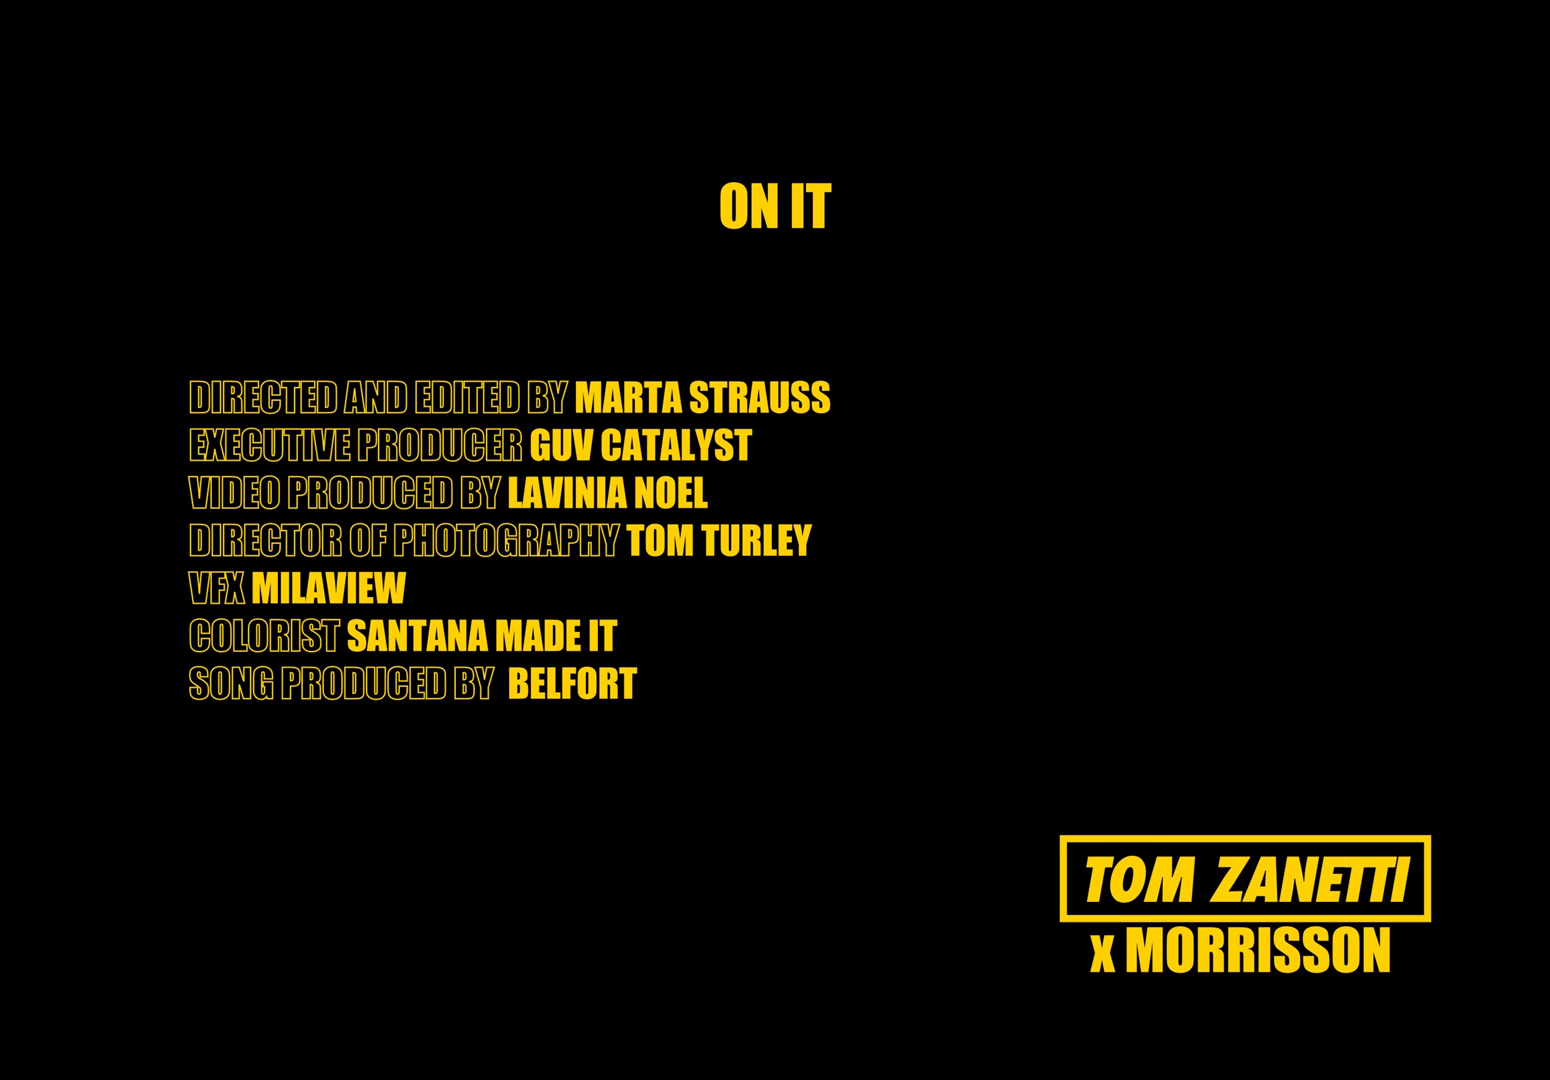 ON IT
DIRECTED AND EDITED BY MARTA STRAUSS
EXECUTIVE PRODUCER GUV CATALYST
VIDEO PRODUCED BY LAVINIA NOEL
DIRECTOR OF PHOTOGRAPHY TOM TURLEY
VFX MILAVIEW
COLORIST SANTANA MADE IT
SONG PRODUCED BY BELFORT
TOM ZANETTI
x MORRISSON